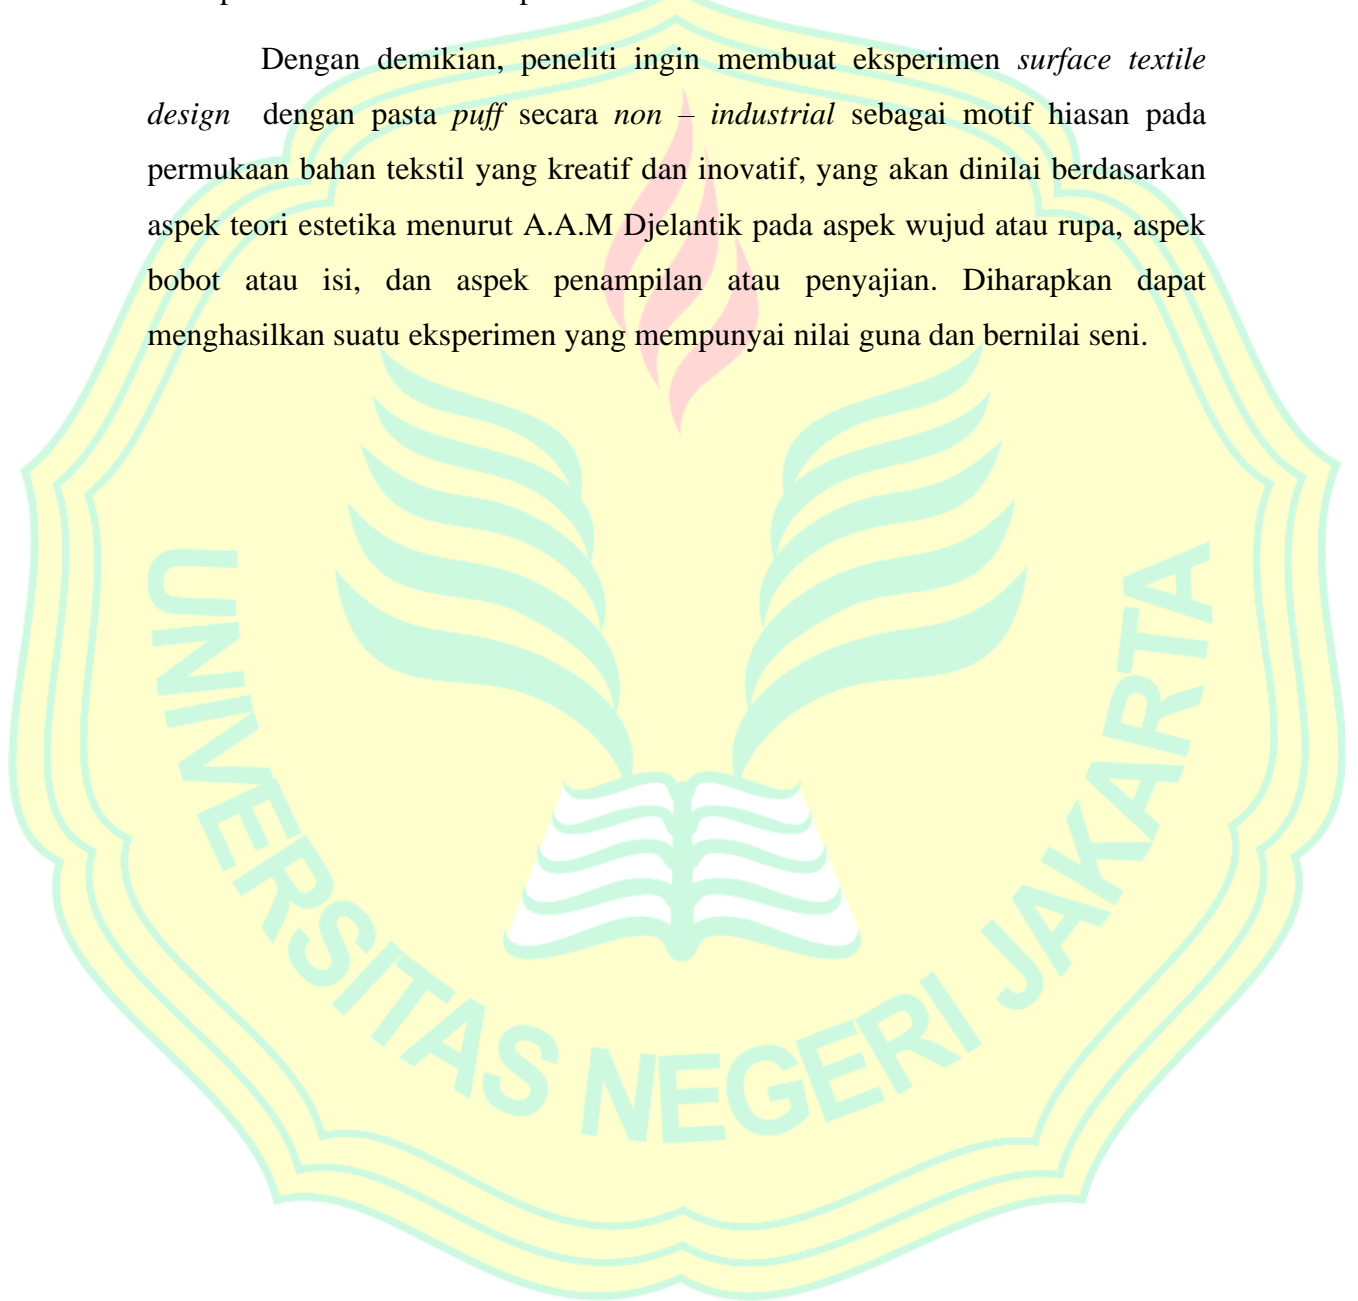 Dengan demikian, peneliti ingin membuat eksperimen surface textile
design dengan pasta puff secara non – industrial sebagai motif hiasan pada
permukaan bahan tekstil yang kreatif dan inovatif, yang akan dinilai berdasarkan
aspek teori estetika menurut A.A.M Djelantik pada aspek wujud atau rupa, aspek
bobot atau isi, dan aspek penampilan atau penyajian. Diharapkan dapat
menghasilkan suatu eksperimen yang mempunyai nilai guna dan bernilai seni.
UNIVERSITAS NEGERI JAKARTA